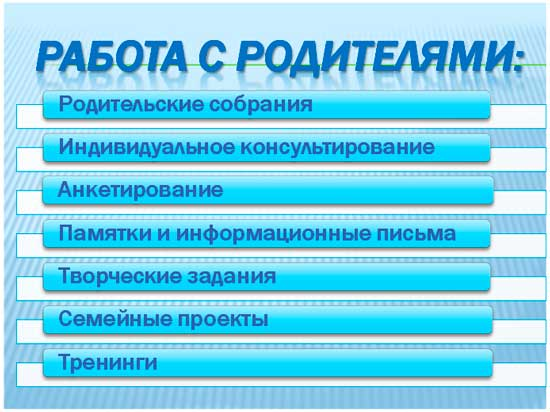 РАБОТА С РОДИТЕЛЯМИ:
Родительские собрания
Индивидуальное консультирование
Анкетирование
Памятки и информационные письма
Творческие задания
Семейные проекты
Тренинги